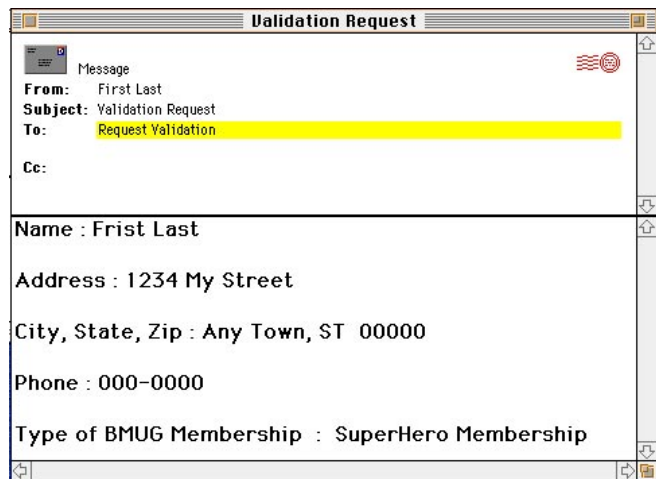 Validation Request
Message
From: First Last
Subject: Validation Request
To: Request Validation
Cc:
Name : Frist Last
Address : 1234 My Street
City, State, Zip : Any Town, ST 00000
Phone : 000-0000
Type of BMUG Membership : SuperHero Membership